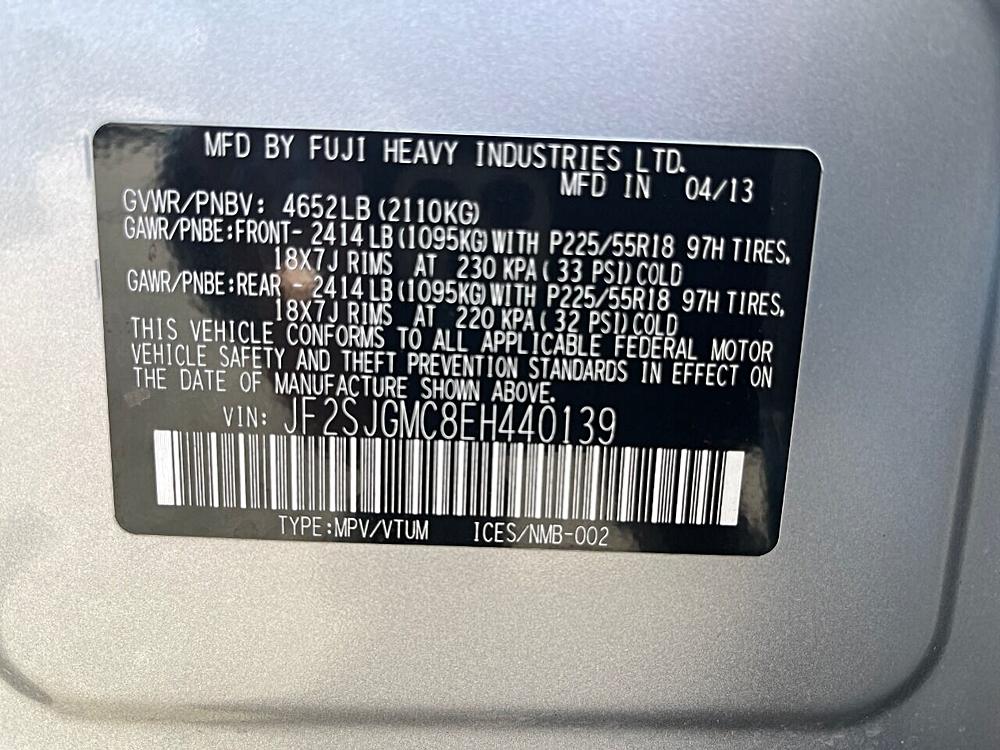 MFD BY FUJI HEAVY INDUSTRIES LTD.
MFD IN 04/13
GVWR/PNBV: 4652LB (2110KG)
GAWR/PNBE:FRONT- 2414 LB (1095KG) WITH P225/55R18 97H TIRES,
18X7J RIMS AT 230 KPA ( 33 PSI) COLD
GAWR/PNBE:REAR - 2414 LB (1095KG) WITH P225/55R18 97H TIRES,
18X7J RIMS AT 220 KPA ( 32 PSI) COLD
THIS VEHICLE CONFORMS TO ALL APPLICABLE FEDERAL MOTOR
VEHICLE SAFETY AND THEFT PREVENTION STANDARDS IN EFFECT ON
THE DATE OF MANUFACTURE SHOWN ABOVE.
VIN: JF2SJGMC8EH440139
TYPE:MPV/VTUM ICES/NMB-002